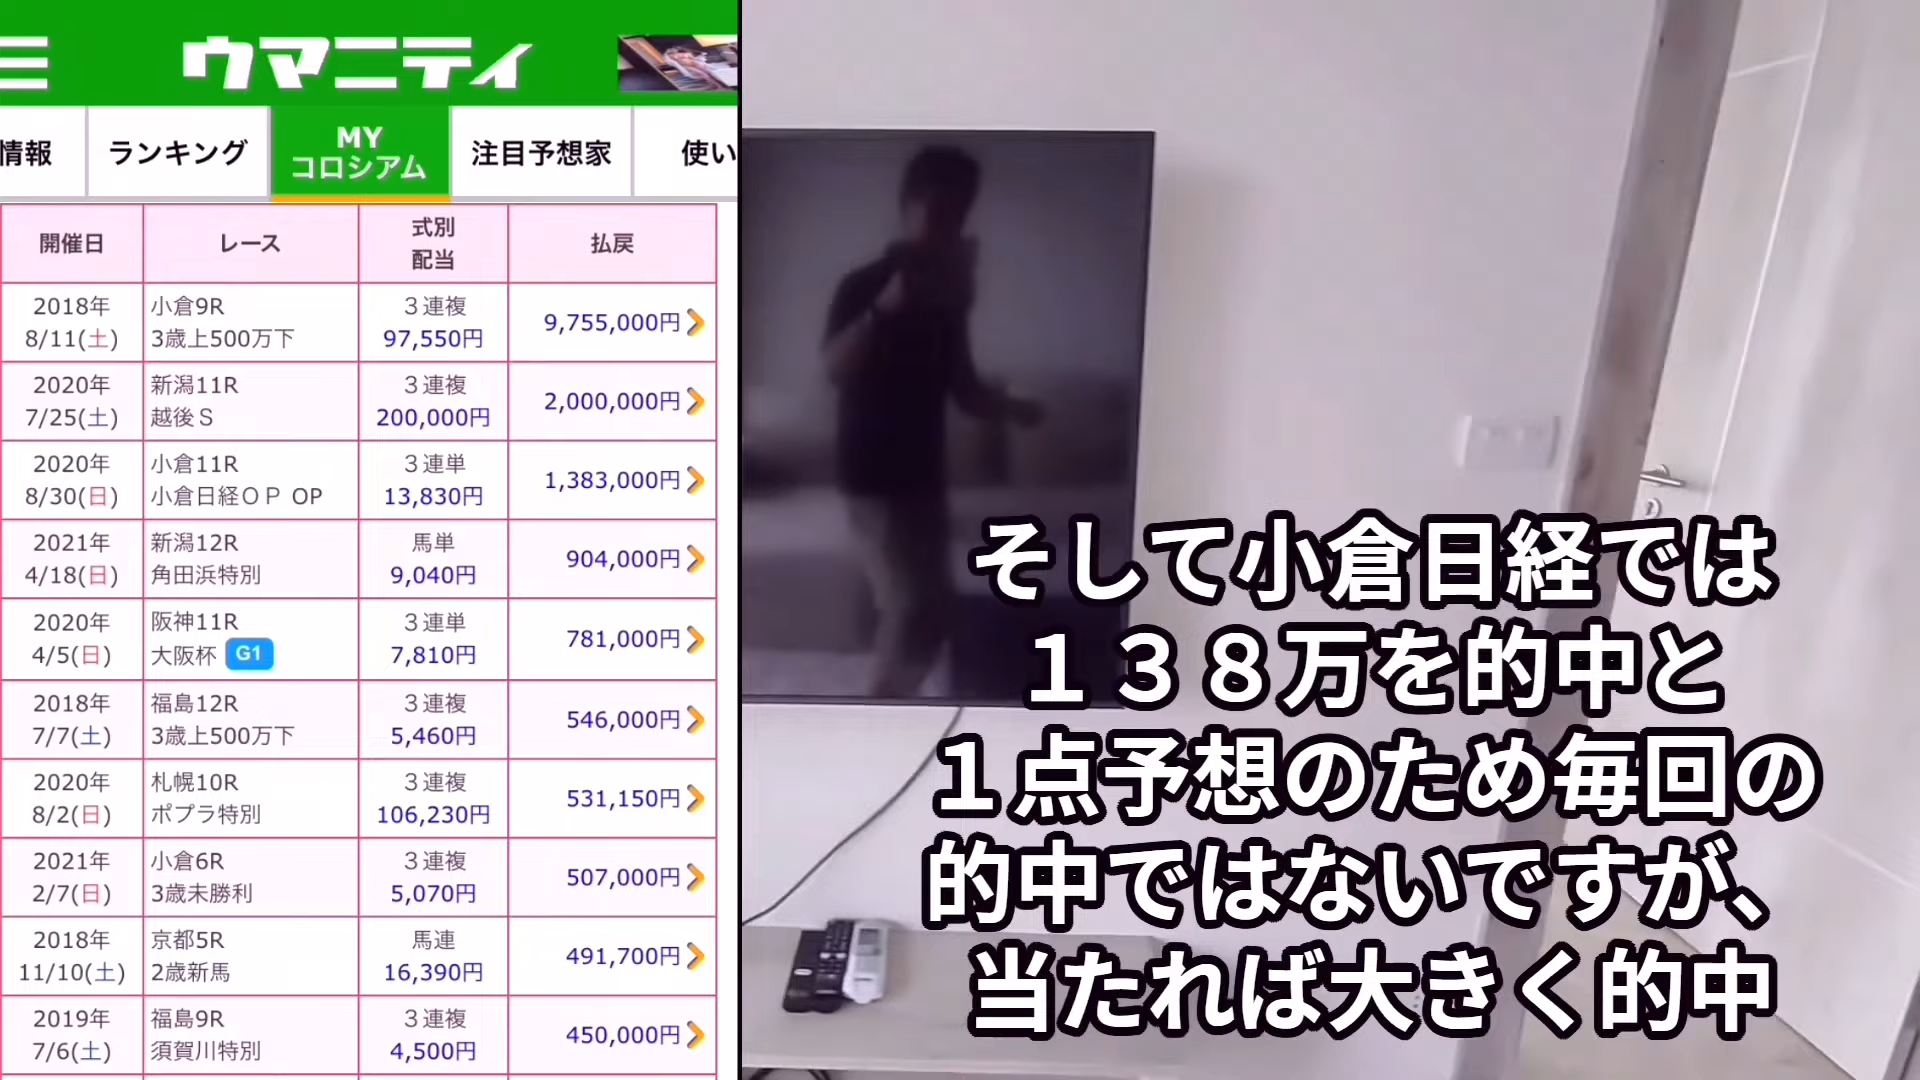 ウマニティ
情報 ランキング MY コロシアム 注目予想家 使い
開催日 レース 式別 配当 払戻
2018年 小倉9R ３連複
8/11(土) 3歳上500万下 97,550円 9,755,000円
2020年 新潟11R ３連複
7/25(土) 越後Ｓ 200,000円 2,000,000円
2020年 小倉11R ３連単
8/30(日) 小倉日経ＯＰ OP 13,830円 1,383,000円
2021年 新潟12R 馬単
4/18(日) 角田浜特別 9,040円 904,000円
2020年 阪神11R ３連単
4/5(日) 大阪杯 G1 7,810円 781,000円
2018年 福島12R ３連複
7/7(土) 3歳上500万下 5,460円 546,000円
2020年 札幌10R ３連複
8/2(日) ポプラ特別 106,230円 531,150円
2021年 小倉6R ３連複
2/7(日) 3歳未勝利 5,070円 507,000円
2018年 京都5R 馬連
11/10(土) 2歳新馬 16,390円 491,700円
2019年 福島9R ３連複
7/6(土) 須賀川特別 4,500円 450,000円
そして小倉日経では
１３８万を的中と
１点予想のため毎回の
的中ではないですが、
当たれば大きく的中